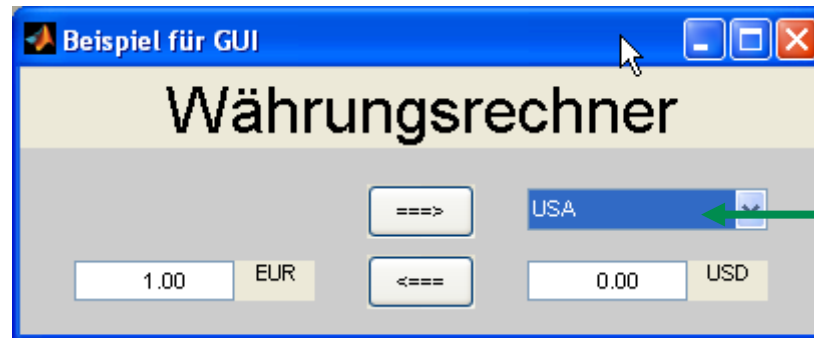 Beispiel für GUI
Währungsrechner
===> USA
1.00 EUR <=== 0.00 USD